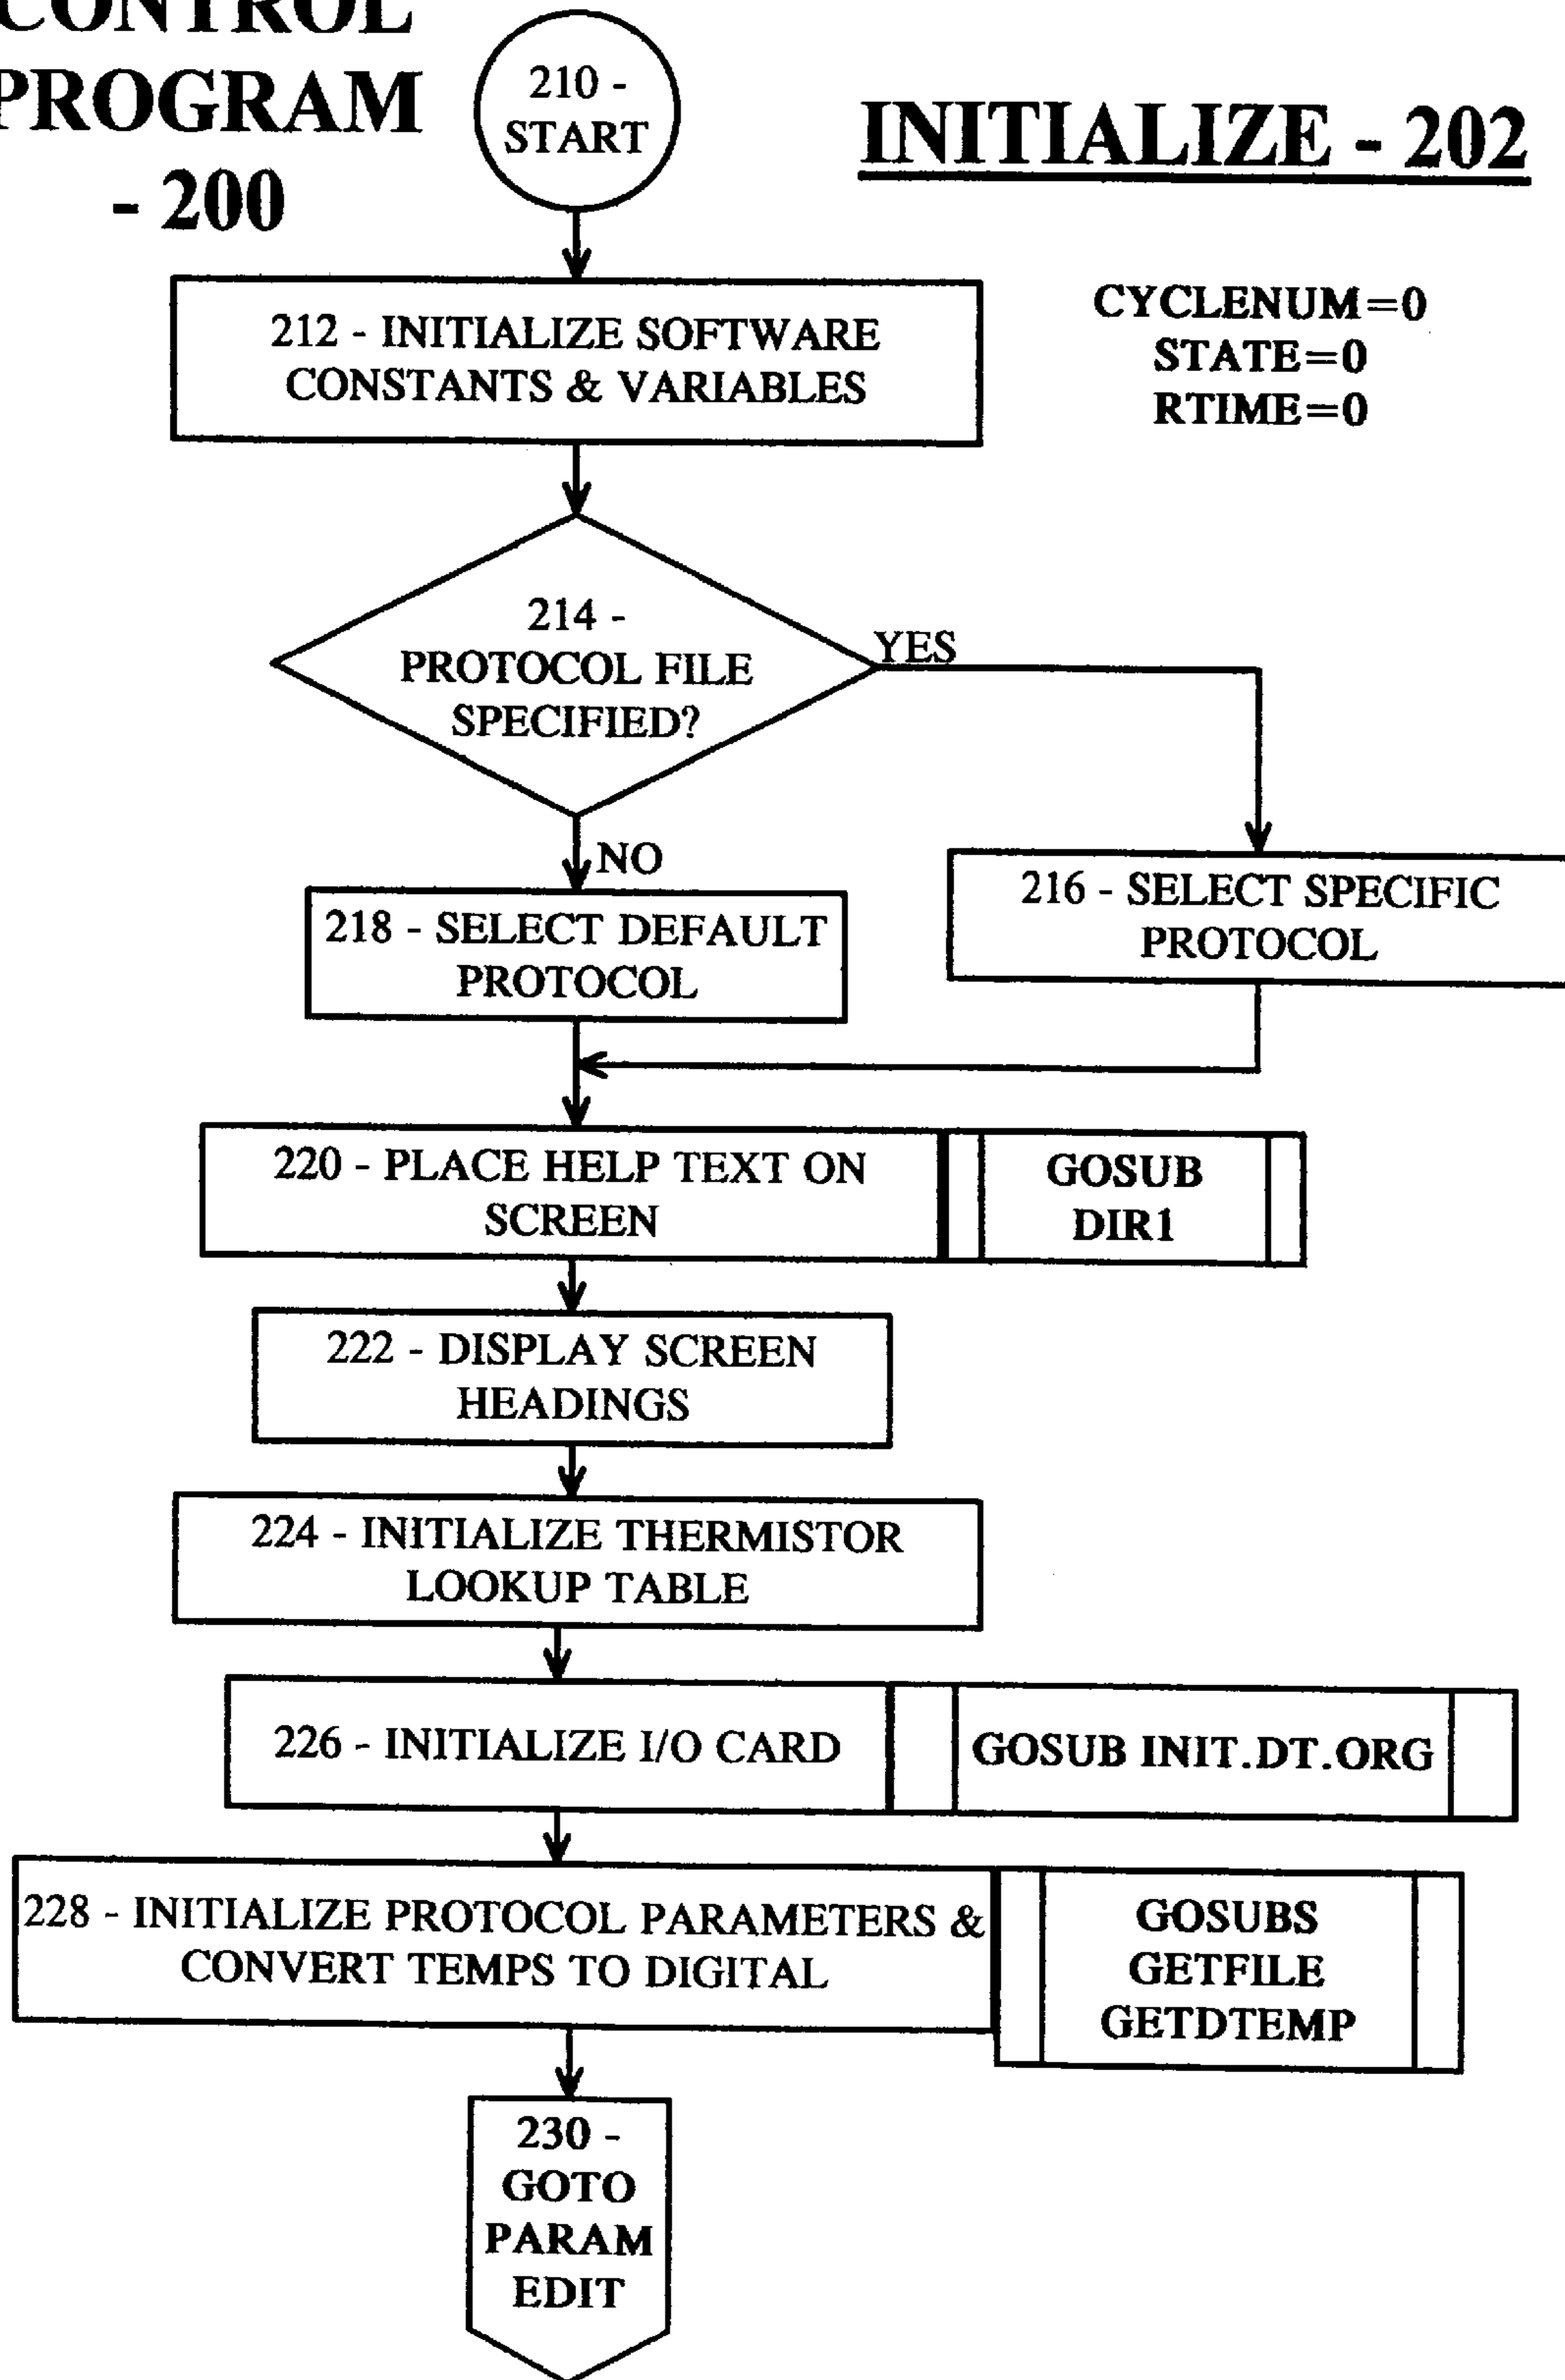 CONTROL
PROGRAM
- 200
210 -
START
INITIALIZE - 202
212 - INITIALIZE SOFTWARE
CONSTANTS & VARIABLES
CYCLENUM=0
STATE=0
RTIME=0
214 -
PROTOCOL FILE
SPECIFIED?
YES
NO
216 - SELECT SPECIFIC
PROTOCOL
218 - SELECT DEFAULT
PROTOCOL
220 - PLACE HELP TEXT ON
SCREEN
GOSUB
DIR1
222 - DISPLAY SCREEN
HEADINGS
224 - INITIALIZE THERMISTOR
LOOKUP TABLE
226 - INITIALIZE I/O CARD
GOSUB INIT.DT.ORG
228 - INITIALIZE PROTOCOL PARAMETERS &
CONVERT TEMPS TO DIGITAL
GOSUBS
GETFILE
GETDTEMP
230 -
GOTO
PARAM
EDIT